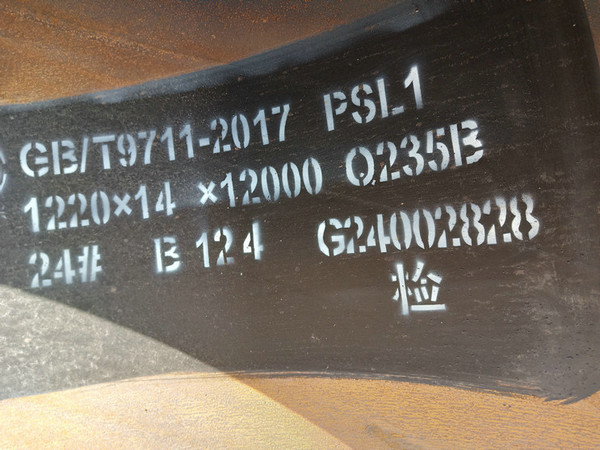 GB/T9711-2017 PSL1
1220×14 ×12000 Q235B
24# B 124 G24002828
检